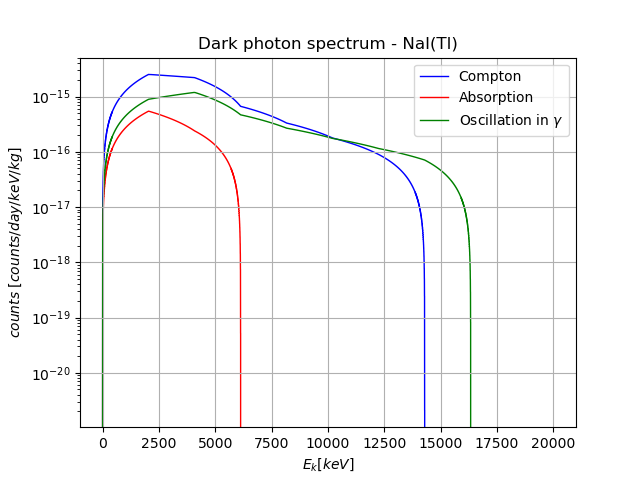 Dark photon spectrum - NaI(Tl)
Compton
Absorption
Oscillation in γ
counts [counts/day/keV/kg]
10⁻¹⁵
10⁻¹⁶
10⁻¹⁷
10⁻¹⁸
10⁻¹⁹
10⁻²⁰
0 2500 5000 7500 10000 12500 15000 17500 20000
Eₖ[keV]